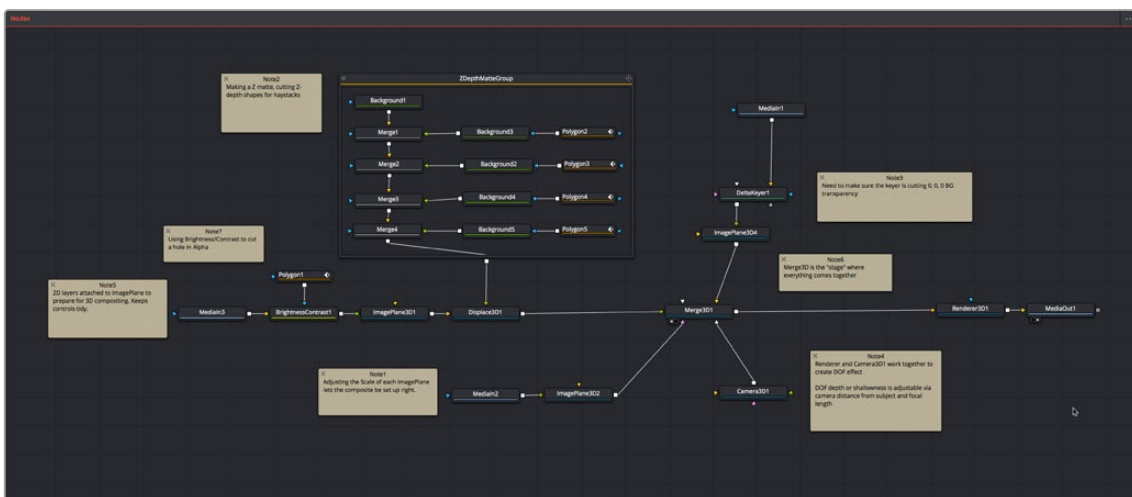 Nodes
Note2
Making a Z matte, cutting Z-
depth shapes for haystacks
ZDepthMatteGroup
Background1
Merge1
Background3
Polygon2
Merge2
Background2
Polygon3
Merge3
Background4
Polygon4
Merge4
Background5
Polygon5
MediaIn1
Note3
Need to make sure the keyer is cutting 0, 0, 0 BG
transparency
DeltaKeyer1
ImagePlane3D4
Note7
Using Brightness/Contrast to cut
a hole in Alpha
Note6
Merge3D is the "stage" where
everything comes together
Note5
2D layers attached to ImagePlane to
prepare for 3D compositing. Keeps
controls tidy.
Polygon1
MediaIn3
BrightnessContrast1
ImagePlane3D1
Displace3D1
Merge3D1
Renderer3D1
MediaOut1
Note1
Adjusting the Scale of each ImagePlane
lets the composite be set up right.
MediaIn2
ImagePlane3D2
Camera3D1
Note4
Renderer and Camera3D1 work together to
create DOF effect
DOF depth or shallowness is adjustable via
camera distance from subject and focal
length